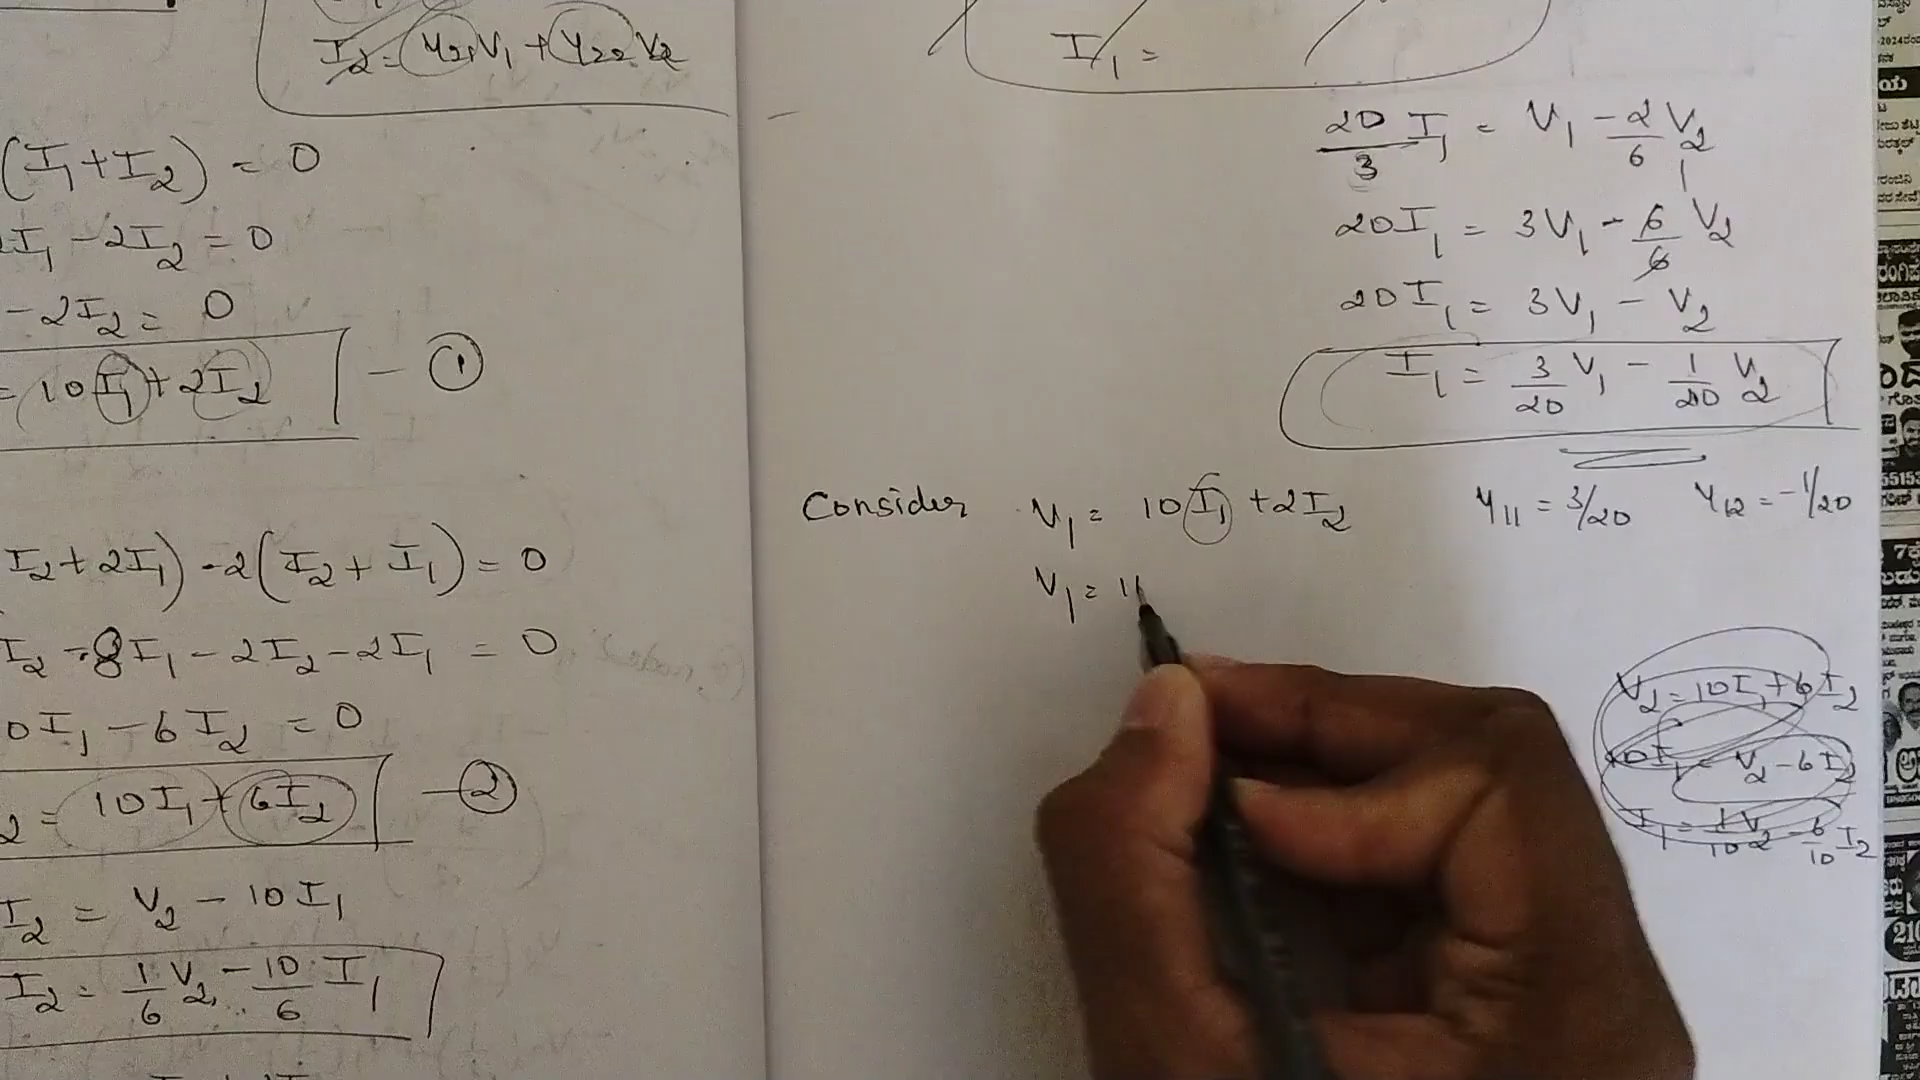 I2 = Y21V1 + Y22V2
(I1 + I2) = 0
I1 - 2I2 = 0
- 2I2 = 0
= 10I1 + 2I2 - ①
I2 + 2I1) - 2(I2 + I1) = 0
I2 - 8I1 - 2I2 - 2I1 = 0
0I1 - 6I2 = 0
2 = 10I1 + 6I2 - ②
I2 = V2 - 10I1
I2 = 1/6 V2 - 10/6 I1
I1 =
20/3 I1 = V1 - 2/6 V2
20I1 = 3V1 - 6/6 V2
20I1 = 3V1 - V2
I1 = 3/20 V1 - 1/20 V2
Consider V1 = 10I1 + 2I2
Y11 = 3/20 Y12 = -1/20
V1 = 1
V2 = 10I1 + 6I2
10I1 = V2 - 6I2
I1 = 1/10 V2 - 6/10 I2